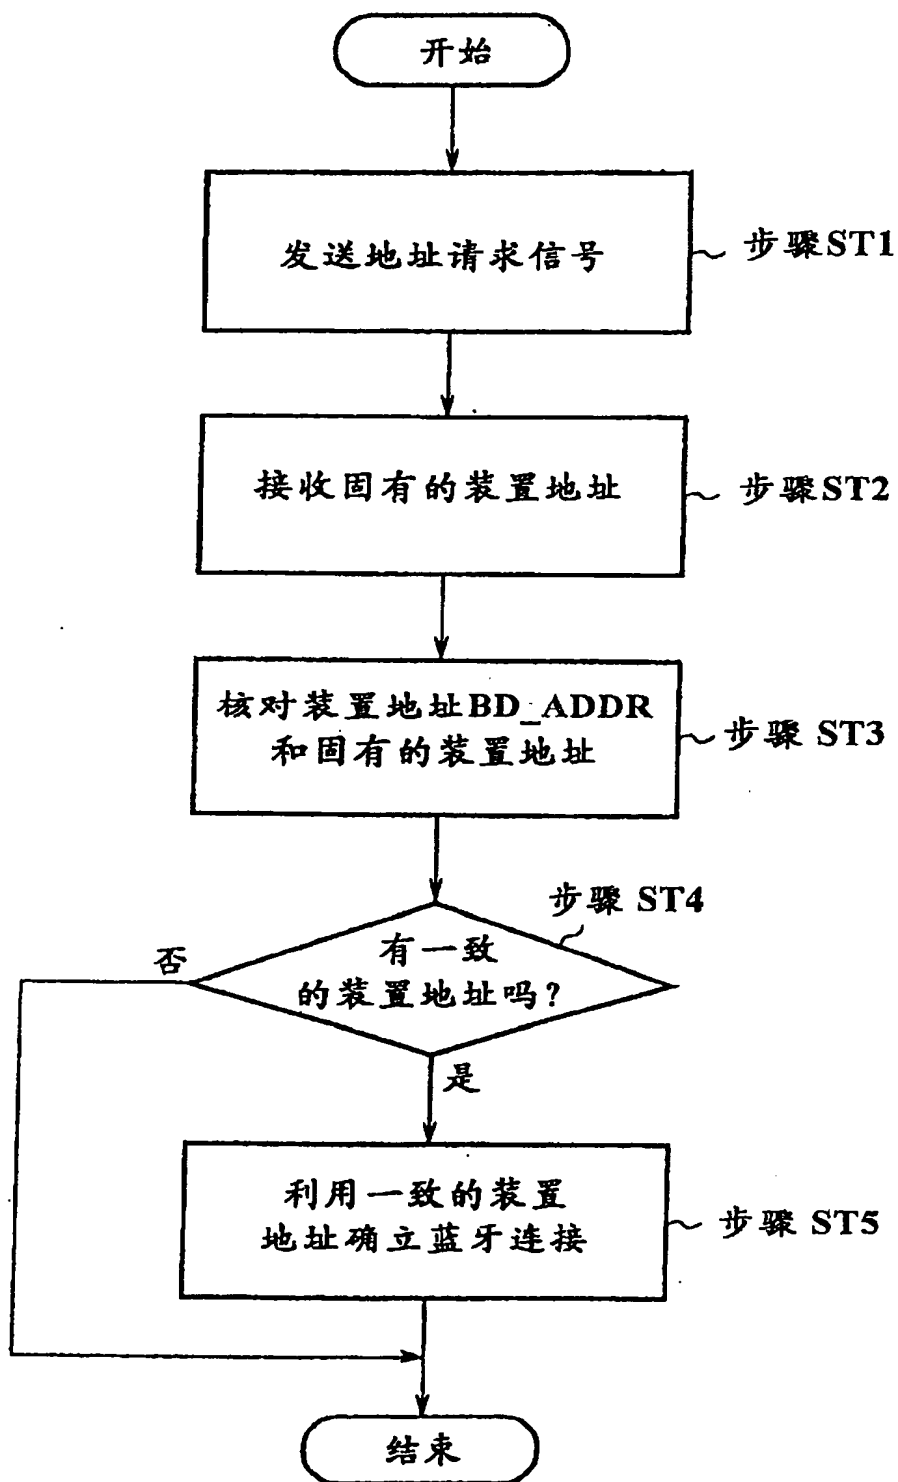 开始
发送地址请求信号
步骤ST1
接收固有的装置地址
步骤ST2
核对装置地址BD_ADDR
和固有的装置地址
步骤 ST3
步骤 ST4
有一致
的装置地址吗?
否
是
利用一致的装置
地址确立蓝牙连接
步骤 ST5
结束